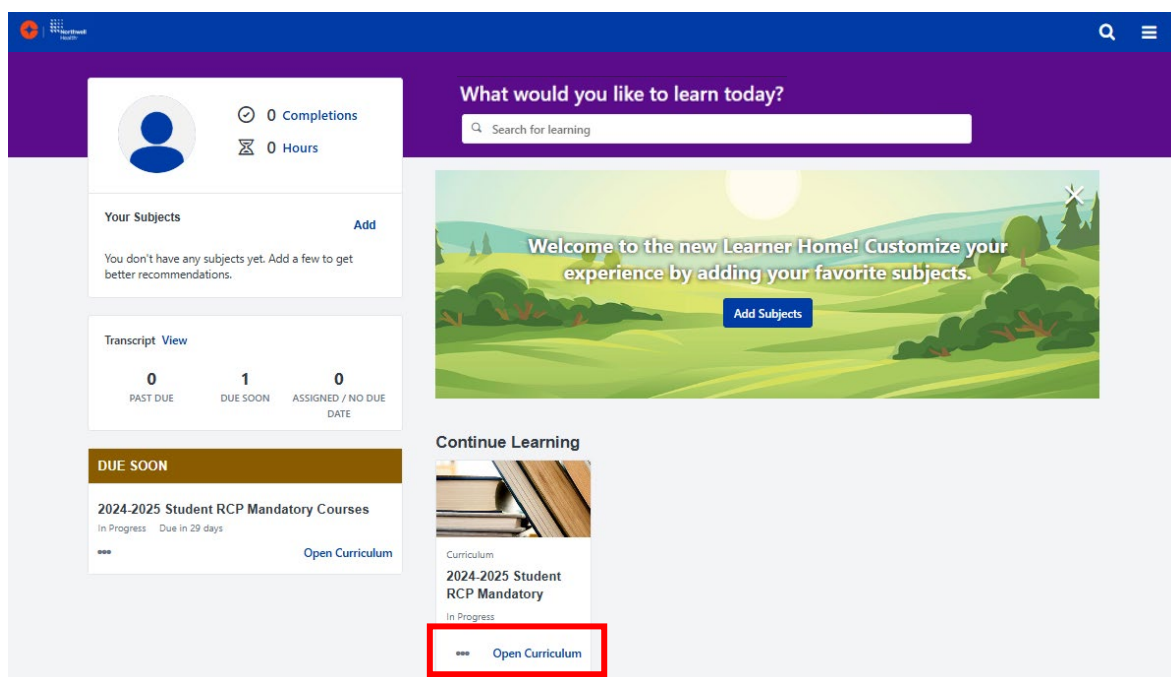 Northwell
Health
0 Completions
0 Hours
What would you like to learn today?
Search for learning
Your Subjects
Add
You don't have any subjects yet. Add a few to get
better recommendations.
Welcome to the new Learner Home! Customize your
experience by adding your favorite subjects.
Add Subjects
Transcript View
0
PAST DUE
1
DUE SOON
0
ASSIGNED / NO DUE
DATE
DUE SOON
2024-2025 Student RCP Mandatory Courses
In Progress Due in 29 days
Open Curriculum
Continue Learning
Curriculum
2024-2025 Student
RCP Mandatory
In Progress
Open Curriculum